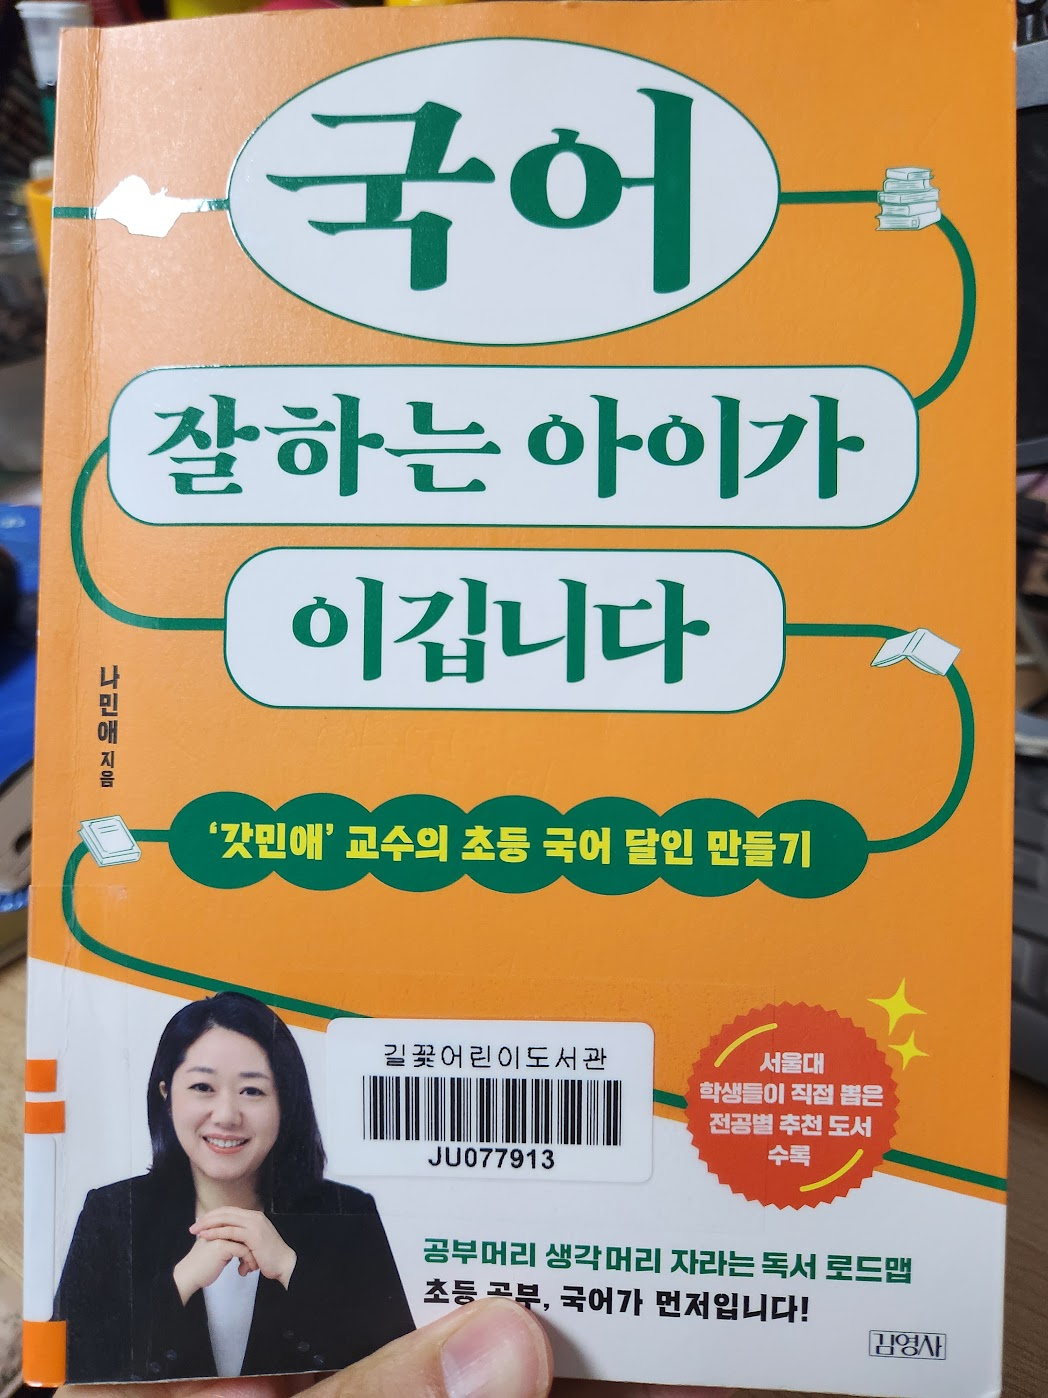 국어
잘하는 아이가
이깁니다
나민애 지음
‘갓민애’ 교수의 초등 국어 달인 만들기
길꽃어린이도서관
JU077913
서울대
학생들이 직접 뽑은
전공별 추천 도서
수록
공부머리 생각머리 자라는 독서 로드맵
초등 공부, 국어가 먼저입니다!
김영사